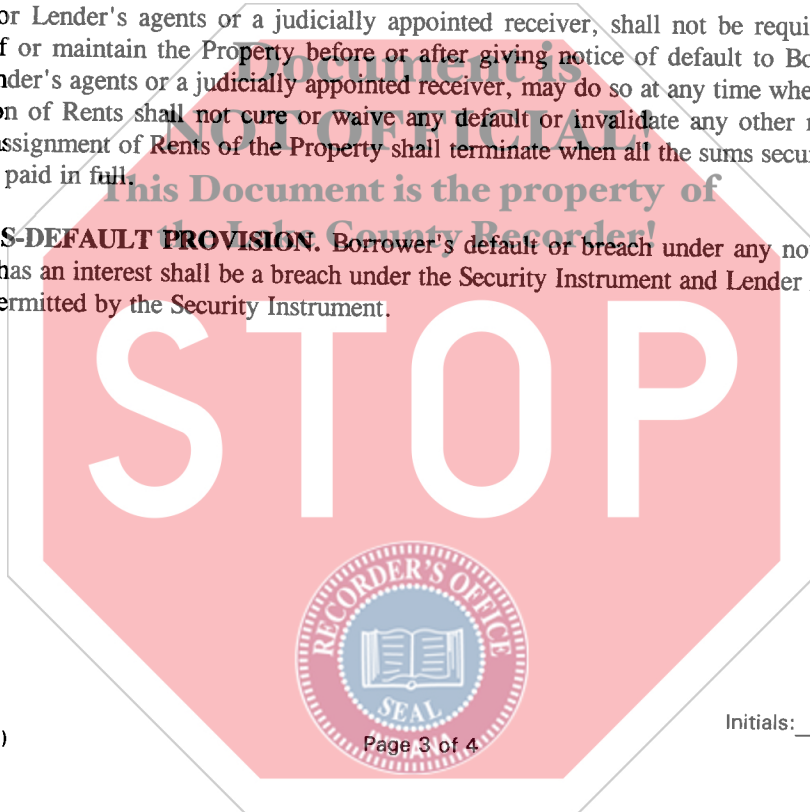 or Lender's agents or a judicially appointed receiver, shall not be requi
f or maintain the Property before or after giving notice of default to Bo
nder's agents or a judicially appointed receiver, may do so at any time whe
on of Rents shall not cure or waive any default or invalidate any other r
ssignment of Rents of the Property shall terminate when all the sums secur
paid in full.
Document is
NOT OFFICIAL!
This Document is the property of
the Lake County Recorder!
S-DEFAULT PROVISION. Borrower's default or breach under any no
has an interest shall be a breach under the Security Instrument and Lender
ermitted by the Security Instrument.
STOP
RECORDER'S OFFICE
SEAL
INDIANA
Initials:
)
Page 3 of 4